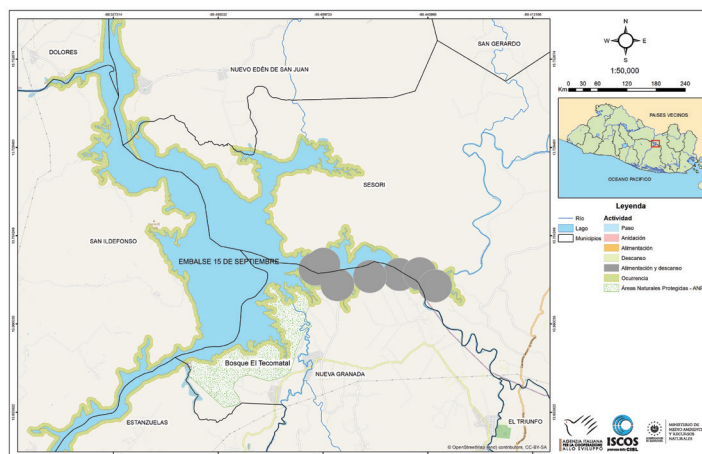 DOLORES
NUEVO EDÉN DE SAN JUAN
SAN GERARDO
SESORI
SAN ILDEFONSO
EMBALSE 15 DE SEPTIEMBRE
Bosque El Tecomatal
NUEVA GRANADA
ESTANZUELAS
EL TRIUNFO
© OpenStreetMap (and) contributors, CC-BY-SA
N
W E
S
1:50,000
Km
0 30 60 120 180 240
PAISES VECINOS
OCEANO PACIFICO
Leyenda
Río
Lago
Municipios
Actividad
Paso
Anidación
Alimentación
Descanso
Alimentación y descanso
Ocurrencia
Áreas Naturales Protegidas - ANP
AGENZIA ITALIANA
PER LA COOPERAZIONE
ALLO SVILUPPO
ISCOS
MINISTERIO DE
MEDIO AMBIENTE
Y RECURSOS
NATURALES